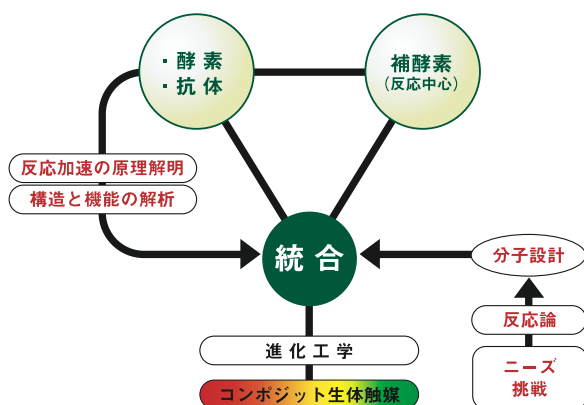 ・酵素
・抗体
補酵素
(反応中心)
反応加速の原理解明
構造と機能の解析
統合
分子設計
反応論
ニーズ
挑戦
進化工学
コンポジット生体触媒